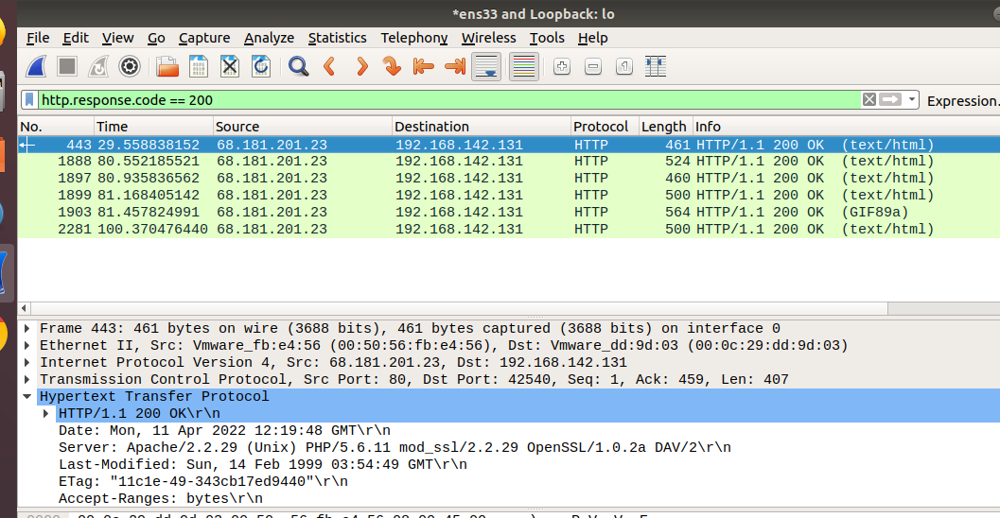 *ens33 and Loopback: lo
File Edit View Go Capture Analyze Statistics Telephony Wireless Tools Help
http.response.code == 200 Expression.
No. Time Source Destination Protocol Length Info
443 29.558838152 68.181.201.23 192.168.142.131 HTTP 461 HTTP/1.1 200 OK (text/html)
1888 80.552185521 68.181.201.23 192.168.142.131 HTTP 524 HTTP/1.1 200 OK (text/html)
1897 80.935836562 68.181.201.23 192.168.142.131 HTTP 460 HTTP/1.1 200 OK (text/html)
1899 81.168405142 68.181.201.23 192.168.142.131 HTTP 500 HTTP/1.1 200 OK (text/html)
1903 81.457824991 68.181.201.23 192.168.142.131 HTTP 564 HTTP/1.1 200 OK (GIF89a)
2281 100.370476440 68.181.201.23 192.168.142.131 HTTP 500 HTTP/1.1 200 OK (text/html)
Frame 443: 461 bytes on wire (3688 bits), 461 bytes captured (3688 bits) on interface 0
Ethernet II, Src: Vmware_fb:e4:56 (00:50:56:fb:e4:56), Dst: Vmware_dd:9d:03 (00:0c:29:dd:9d:03)
Internet Protocol Version 4, Src: 68.181.201.23, Dst: 192.168.142.131
Transmission Control Protocol, Src Port: 80, Dst Port: 42540, Seq: 1, Ack: 459, Len: 407
Hypertext Transfer Protocol
HTTP/1.1 200 OK\r\n
Date: Mon, 11 Apr 2022 12:19:48 GMT\r\n
Server: Apache/2.2.29 (Unix) PHP/5.6.11 mod_ssl/2.2.29 OpenSSL/1.0.2a DAV/2\r\n
Last-Modified: Sun, 14 Feb 1999 03:54:49 GMT\r\n
ETag: "11c1e-49-343cb17ed9440"\r\n
Accept-Ranges: bytes\r\n